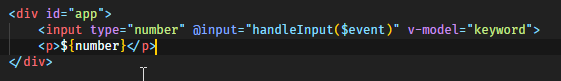 <div id="app">
    <input type="number" @input="handleInput($event)" v-model="keyword">
    <p>${number}</p>
</div>